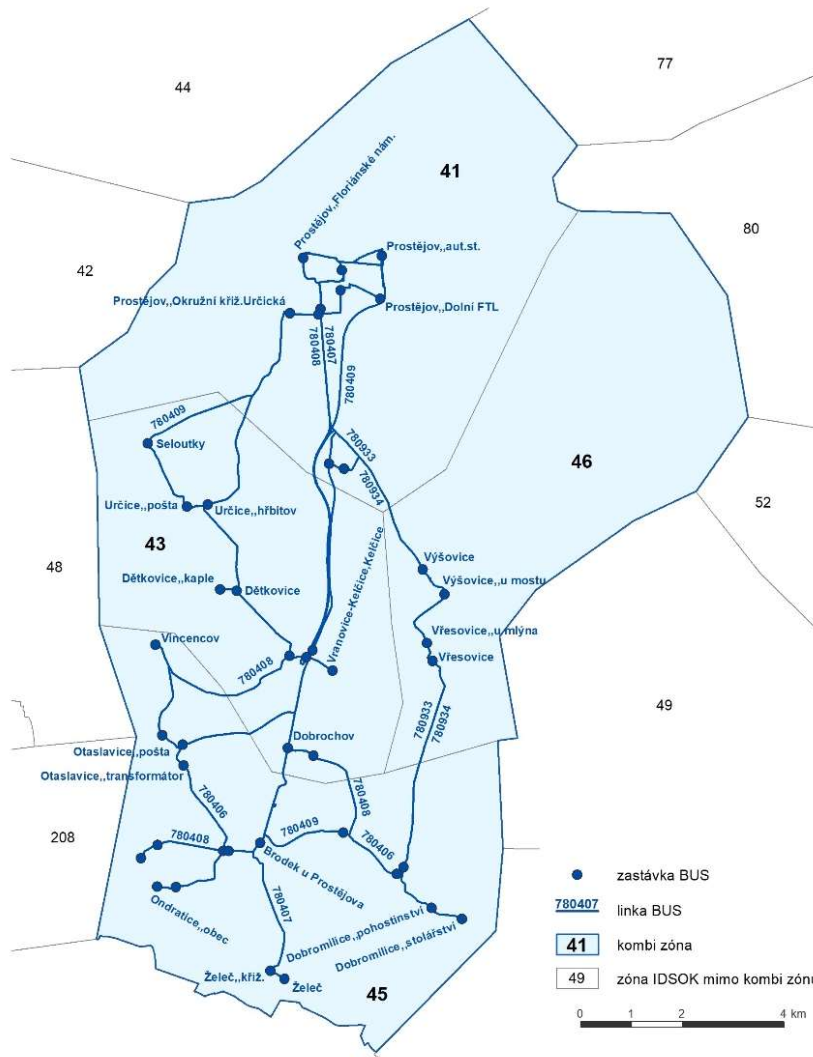 44
77
41
Prostějov,,Floriánské nám.
80
42
Prostějov,,aut.st.
Prostějov,,Okružní křiž.Určická
Prostějov,,Dolní FTL
780408
780407
780409
780409
Seloutky
780933
780934
46
52
Určice,,pošta
Určice,,hřbitov
43
48
Výšovice
Výšovice,,u mostu
Dětkovice,,kaple
Dětkovice
Vranovice-Kelčice,Kelčice
Vřesovice,,u mlýna
Vřesovice
Vincencov
780408
49
780933
780934
Dobrochov
Otaslavice,,pošta
Otaslavice,,transformátor
780406
780408
208
780408
780409
780406
Brodek u Prostějova
Ondratice,,obec
780407
Dobromilice,,pohostinství
Dobromilice,,stolářství
Želeč,,křiž.
Želeč
45
zastávka BUS
780407 linka BUS
41 kombi zóna
49 zóna IDSOK mimo kombi zónu
0 1 2 4 km